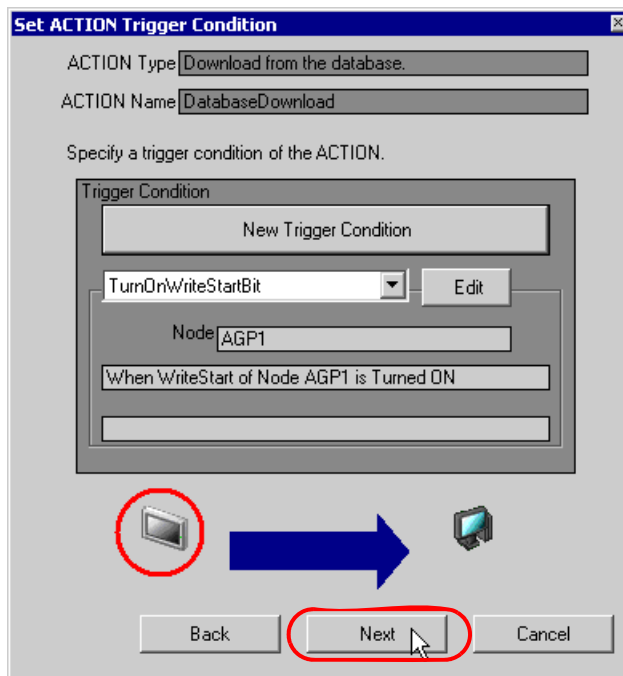 Set ACTION Trigger Condition
ACTION Type Download from the database.
ACTION Name DatabaseDownload
Specify a trigger condition of the ACTION.
Trigger Condition
New Trigger Condition
TurnOnWriteStartBit Edit
Node AGP1
When WriteStart of Node AGP1 is Turned ON
Back Next Cancel